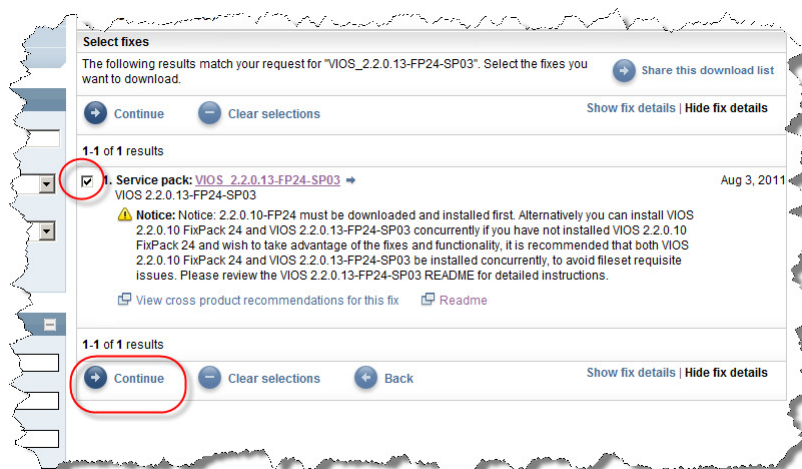 Select fixes
The following results match your request for "VIOS_2.2.0.13-FP24-SP03". Select the fixes you
want to download.
Share this download list
Continue
Clear selections
Show fix details | Hide fix details
1-1 of 1 results
1. Service pack: VIOS_2.2.0.13-FP24-SP03
Aug 3, 2011
VIOS 2.2.0.13-FP24-SP03
Notice: Notice: 2.2.0.10-FP24 must be downloaded and installed first. Alternatively you can install VIOS
2.2.0.10 FixPack 24 and VIOS 2.2.0.13-FP24-SP03 concurrently if you have not installed VIOS 2.2.0.10
FixPack 24 and wish to take advantage of the fixes and functionality, it is recommended that both VIOS
2.2.0.10 FixPack 24 and VIOS 2.2.0.13-FP24-SP03 be installed concurrently, to avoid fileset requisite
issues. Please review the VIOS 2.2.0.13-FP24-SP03 README for detailed instructions.
View cross product recommendations for this fix
Readme
1-1 of 1 results
Continue
Clear selections
Back
Show fix details | Hide fix details